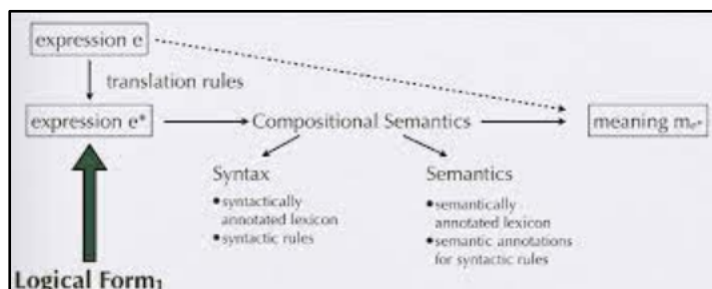 expression e
translation rules
expression e* Compositional Semantics meaning mₑ*
Syntax Semantics
•syntactically •semantically
annotated lexicon annotated lexicon
•syntactic rules •semantic annotations
for syntactic rules
Logical Form₁